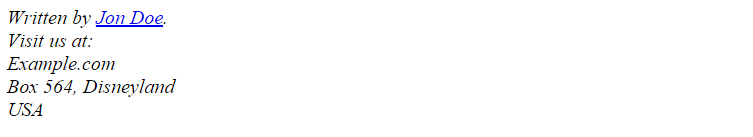 Written by Jon Doe.
Visit us at:
Example.com
Box 564, Disneyland
USA